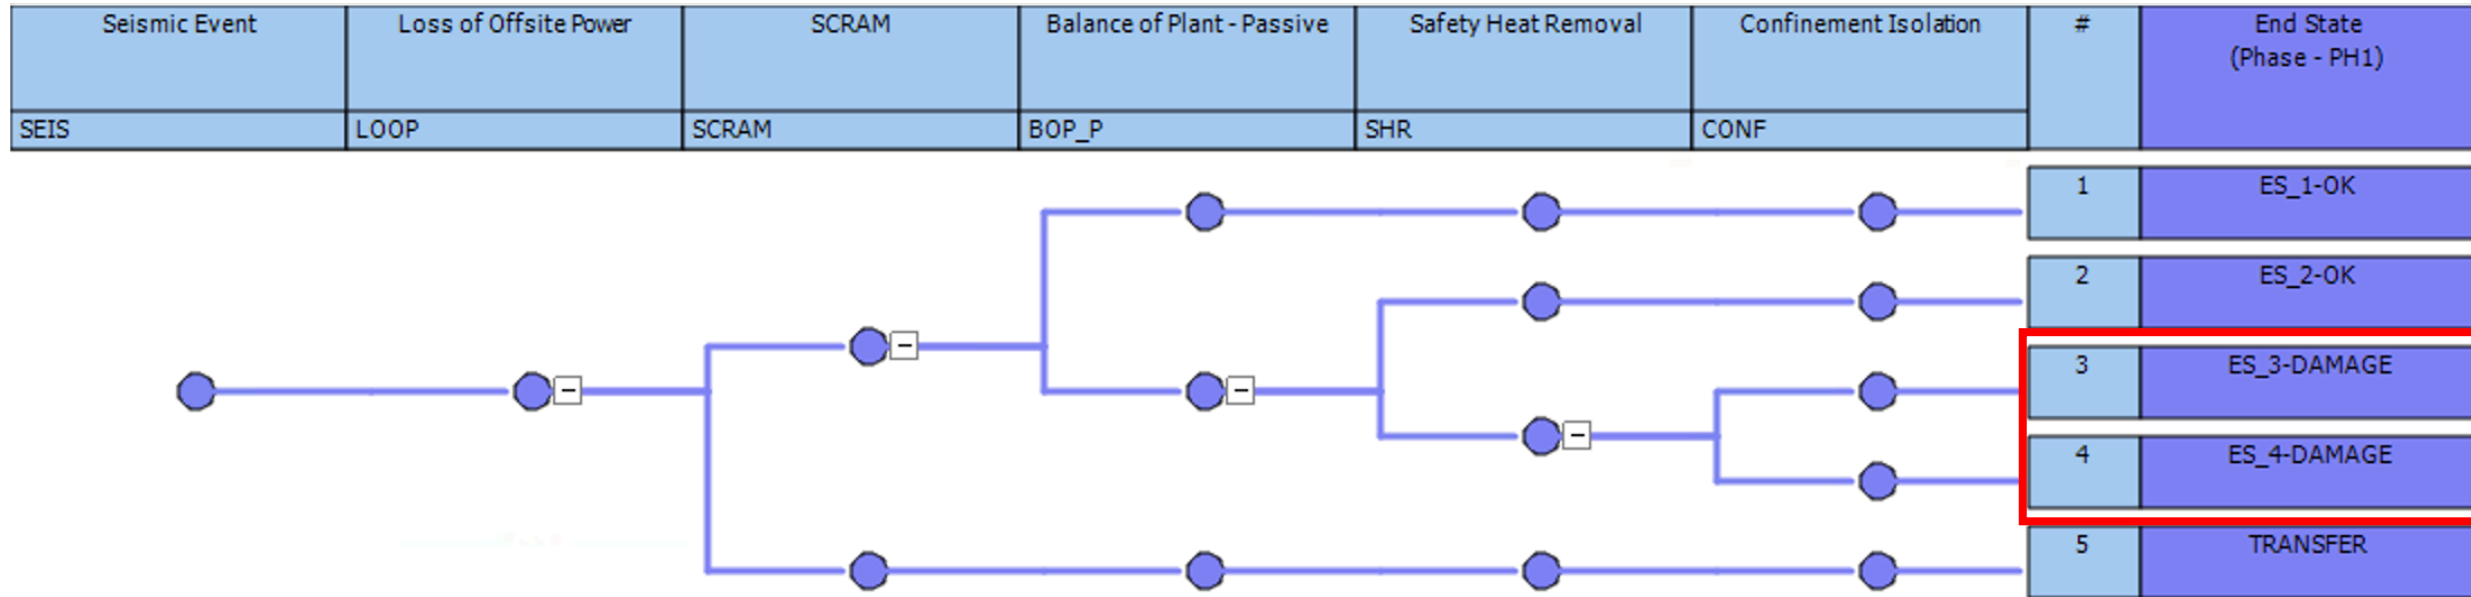 Seismic Event
Loss of Offsite Power
SCRAM
Balance of Plant - Passive
Safety Heat Removal
Confinement Isolation
#
End State
(Phase - PH1)
SEIS
LOOP
SCRAM
BOP_P
SHR
CONF
1
ES_1-OK
2
ES_2-OK
3
ES_3-DAMAGE
4
ES_4-DAMAGE
5
TRANSFER